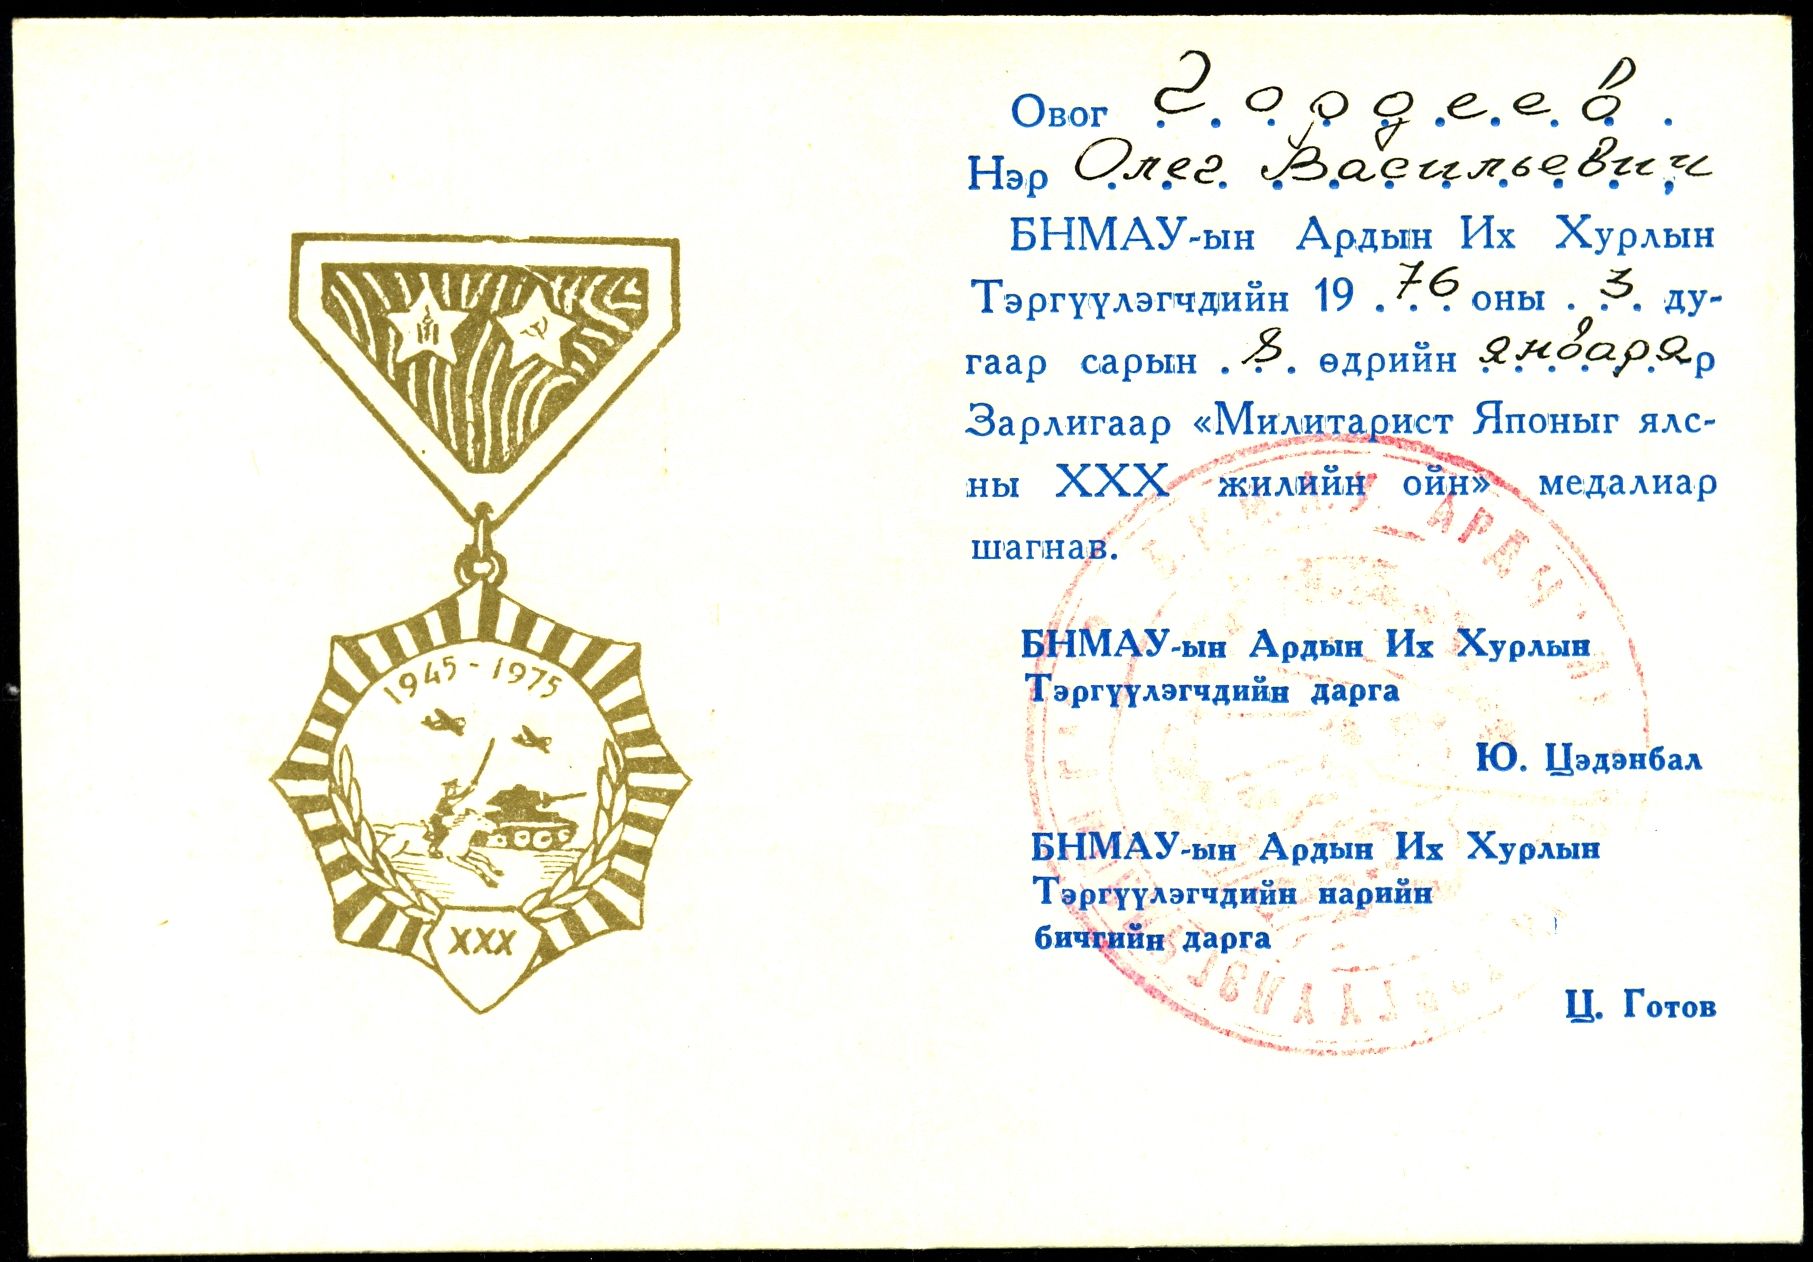 1945-1975
XXX
Овог Гордеев
Нэр Олег Васильевич
БНМАУ-ын Ардын Их Хурлын
Тэргүүлэгчдийн 19 76 оны 3 ду-
гаар сарын 8 өдрийн января р
Зарлигаар «Милитарист Японыг ялс-
ны XXX жилийн ойн» медалиар
шагнав.
БНМАУ-ын Ардын Их Хурлын
Тэргүүлэгчдийн дарга
Ю. Цэдэнбал
БНМАУ-ын Ардын Их Хурлын
Тэргүүлэгчдийн нарийн
бичгийн дарга
Ц. Готов